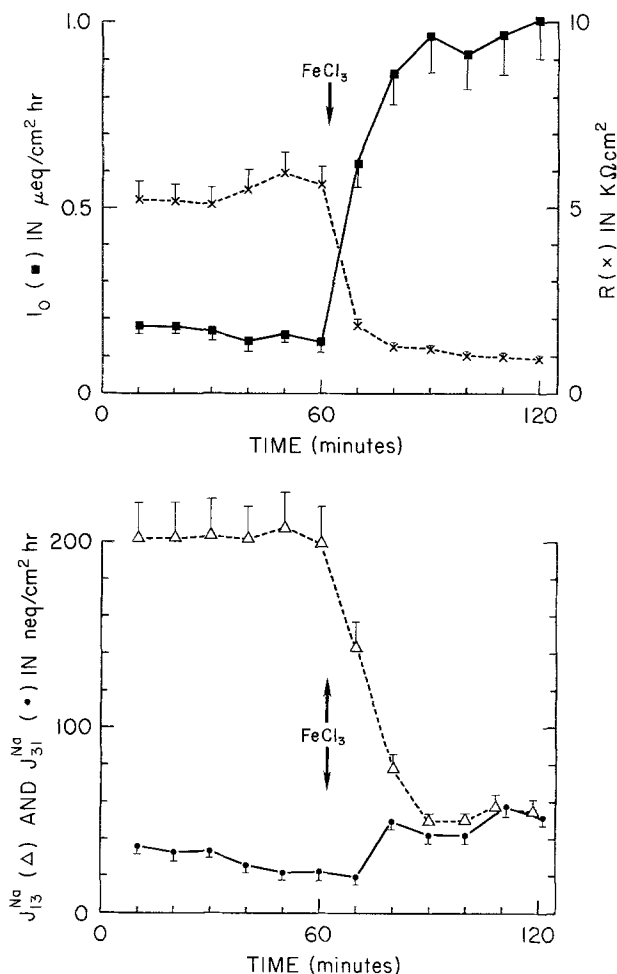 1.0
10
FeCl₃
0.5
5
0
0
0
60
120
TIME (minutes)
I₀ (■) IN μeq/cm² hr
R(×) IN KΩcm²
200
100
FeCl₃
0
0
60
120
TIME (minutes)
J₁₃ᴺᵃ (△) AND J₃₁ᴺᵃ (•) IN neq/cm² hr